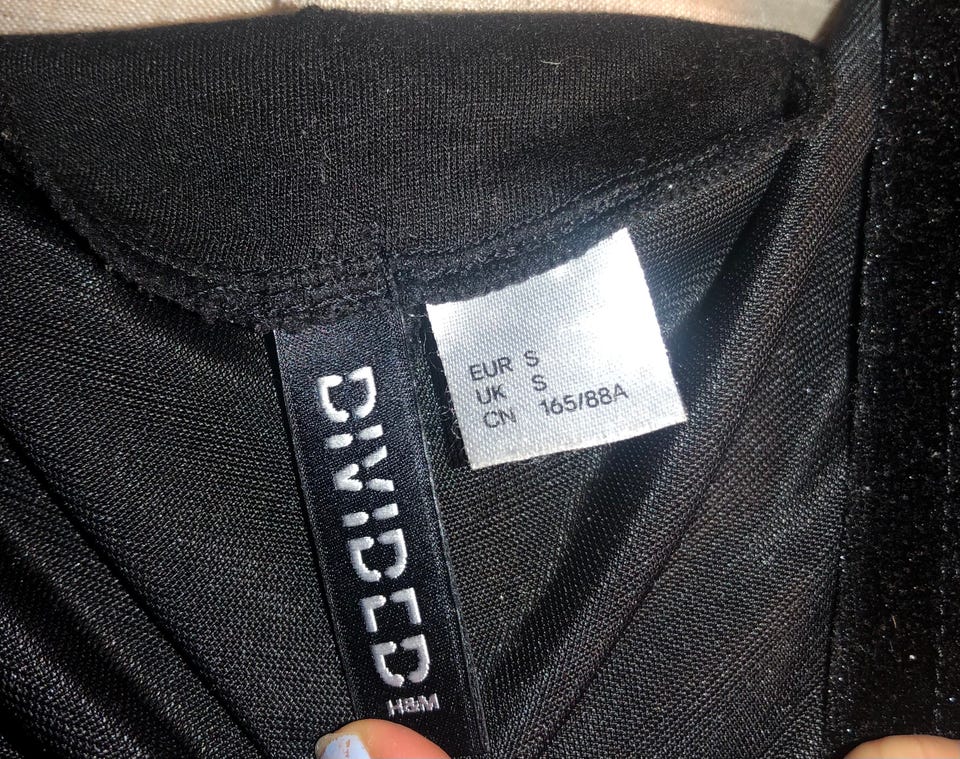 DIVIDED
H&M
EUR S
UK S
CN 165/88A